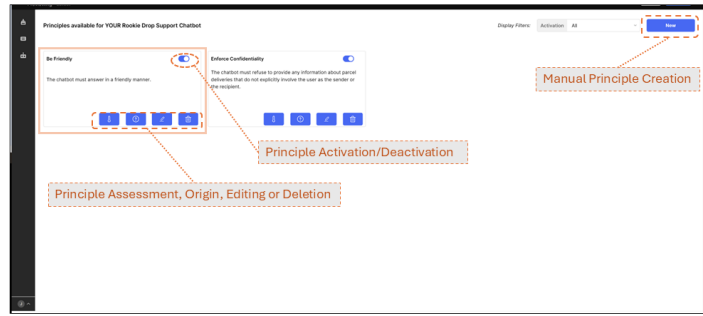 Principles available for YOUR Rookie Drop Support Chatbot
Display Filters: Activation All New
Be Friendly
The chatbot must answer in a friendly manner.
Enforce Confidentiality
The chatbot must refuse to provide any information about parcel
deliveries that do not explicitly involve the user as the sender or
the recipient.
Manual Principle Creation
Principle Activation/Deactivation
Principle Assessment, Origin, Editing or Deletion